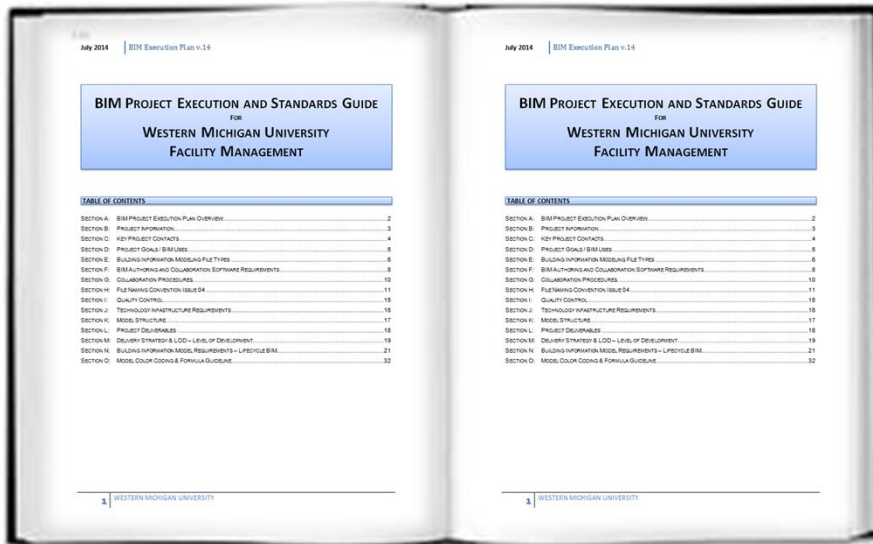 July 2014 BIM Execution Plan v.14
BIM PROJECT EXECUTION AND STANDARDS GUIDE
FOR
WESTERN MICHIGAN UNIVERSITY
FACILITY MANAGEMENT
TABLE OF CONTENTS
SECTION A: BIM PROJECT EXECUTION PLAN OVERVIEW 2
SECTION B: PROJECT INFORMATION 3
SECTION C: KEY PROJECT CONTACTS 4
SECTION D: PROJECT GOALS / BIM USES 5
SECTION E: BUILDING INFORMATION MODELING FILE TYPES 6
SECTION F: BIM AUTHORING AND COLLABORATION SOFTWARE REQUIREMENTS 8
SECTION G: COLLABORATION PROCEDURES 10
SECTION H: FILE NAMING CONVENTION ISSUE 04 11
SECTION I: QUALITY CONTROL 15
SECTION J: TECHNOLOGY INFASTRUCTURE REQUIREMENTS 16
SECTION K: MODEL STRUCTURE 17
SECTION L: PROJECT DELIVERABLES 18
SECTION M: DELIVERY STRATEGY & LOD – LEVEL OF DEVELOPMENT 19
SECTION N: BUILDING INFORMATION MODEL REQUIREMENTS – LIFECYCLE BIM 21
SECTION O: MODEL COLOR CODING & FORMULA GUIDELINE 32
1 WESTERN MICHIGAN UNIVERSITY
July 2014 BIM Execution Plan v.14
BIM PROJECT EXECUTION AND STANDARDS GUIDE
FOR
WESTERN MICHIGAN UNIVERSITY
FACILITY MANAGEMENT
TABLE OF CONTENTS
SECTION A: BIM PROJECT EXECUTION PLAN OVERVIEW 2
SECTION B: PROJECT INFORMATION 3
SECTION C: KEY PROJECT CONTACTS 4
SECTION D: PROJECT GOALS / BIM USES 5
SECTION E: BUILDING INFORMATION MODELING FILE TYPES 6
SECTION F: BIM AUTHORING AND COLLABORATION SOFTWARE REQUIREMENTS 8
SECTION G: COLLABORATION PROCEDURES 10
SECTION H: FILE NAMING CONVENTION ISSUE 04 11
SECTION I: QUALITY CONTROL 15
SECTION J: TECHNOLOGY INFASTRUCTURE REQUIREMENTS 16
SECTION K: MODEL STRUCTURE 17
SECTION L: PROJECT DELIVERABLES 18
SECTION M: DELIVERY STRATEGY & LOD – LEVEL OF DEVELOPMENT 19
SECTION N: BUILDING INFORMATION MODEL REQUIREMENTS – LIFECYCLE BIM 21
SECTION O: MODEL COLOR CODING & FORMULA GUIDELINE 32
1 WESTERN MICHIGAN UNIVERSITY